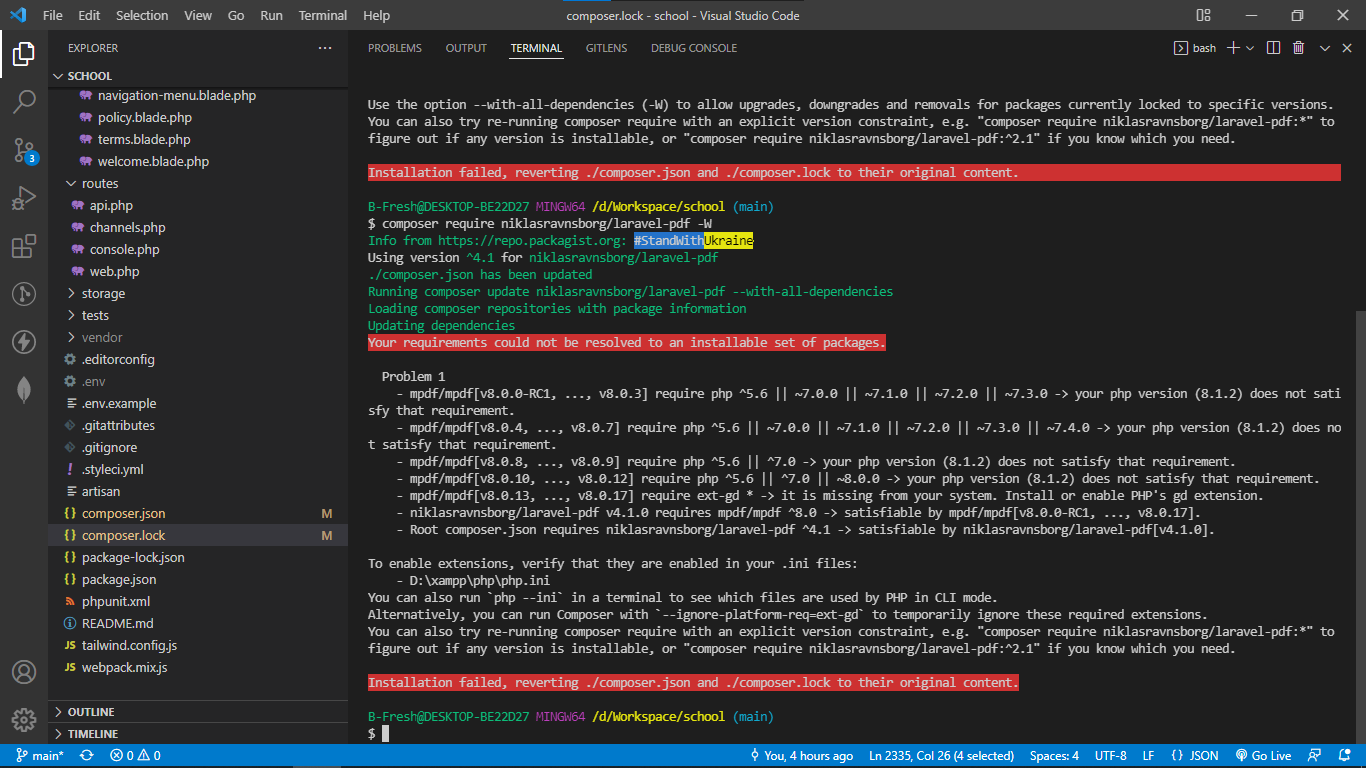 File Edit Selection View Go Run Terminal Help
composer.lock - school - Visual Studio Code
EXPLORER
SCHOOL
navigation-menu.blade.php
policy.blade.php
terms.blade.php
welcome.blade.php
routes
api.php
channels.php
console.php
web.php
storage
tests
vendor
.editorconfig
.env
.env.example
.gitattributes
.gitignore
.styleci.yml
artisan
{} composer.json M
{} composer.lock M
{} package-lock.json
{} package.json
phpunit.xml
README.md
JS tailwind.config.js
JS webpack.mix.js
OUTLINE
TIMELINE
3
PROBLEMS OUTPUT TERMINAL GITLENS DEBUG CONSOLE
bash
Use the option --with-all-dependencies (-W) to allow upgrades, downgrades and removals for packages currently locked to specific versions.
You can also try re-running composer require with an explicit version constraint, e.g. "composer require niklasravnsborg/laravel-pdf:*" to
figure out if any version is installable, or "composer require niklasravnsborg/laravel-pdf:^2.1" if you know which you need.
Installation failed, reverting ./composer.json and ./composer.lock to their original content.
B-Fresh@DESKTOP-BE22D27 MINGW64 /d/Workspace/school (main)
$ composer require niklasravnsborg/laravel-pdf -W
Info from https://repo.packagist.org: #StandWithUkraine
Using version ^4.1 for niklasravnsborg/laravel-pdf
./composer.json has been updated
Running composer update niklasravnsborg/laravel-pdf --with-all-dependencies
Loading composer repositories with package information
Updating dependencies
Your requirements could not be resolved to an installable set of packages.
Problem 1
- mpdf/mpdf[v8.0.0-RC1, ..., v8.0.3] require php ^5.6 || ~7.0.0 || ~7.1.0 || ~7.2.0 || ~7.3.0 -> your php version (8.1.2) does not sati
sfy that requirement.
- mpdf/mpdf[v8.0.4, ..., v8.0.7] require php ^5.6 || ~7.0.0 || ~7.1.0 || ~7.2.0 || ~7.3.0 || ~7.4.0 -> your php version (8.1.2) does no
t satisfy that requirement.
- mpdf/mpdf[v8.0.8, ..., v8.0.9] require php ^5.6 || ^7.0 -> your php version (8.1.2) does not satisfy that requirement.
- mpdf/mpdf[v8.0.10, ..., v8.0.12] require php ^5.6 || ^7.0 || ~8.0.0 -> your php version (8.1.2) does not satisfy that requirement.
- mpdf/mpdf[v8.0.13, ..., v8.0.17] require ext-gd * -> it is missing from your system. Install or enable PHP's gd extension.
- niklasravnsborg/laravel-pdf v4.1.0 requires mpdf/mpdf ^8.0 -> satisfiable by mpdf/mpdf[v8.0.0-RC1, ..., v8.0.17].
- Root composer.json requires niklasravnsborg/laravel-pdf ^4.1 -> satisfiable by niklasravnsborg/laravel-pdf[v4.1.0].
To enable extensions, verify that they are enabled in your .ini files:
- D:\xampp\php\php.ini
You can also run `php --ini` in a terminal to see which files are used by PHP in CLI mode.
Alternatively, you can run Composer with `--ignore-platform-req=ext-gd` to temporarily ignore these required extensions.
You can also try re-running composer require with an explicit version constraint, e.g. "composer require niklasravnsborg/laravel-pdf:*" to
figure out if any version is installable, or "composer require niklasravnsborg/laravel-pdf:^2.1" if you know which you need.
Installation failed, reverting ./composer.json and ./composer.lock to their original content.
B-Fresh@DESKTOP-BE22D27 MINGW64 /d/Workspace/school (main)
$
main* 0 0 You, 4 hours ago Ln 2335, Col 26 (4 selected) Spaces: 4 UTF-8 LF {} JSON Go Live